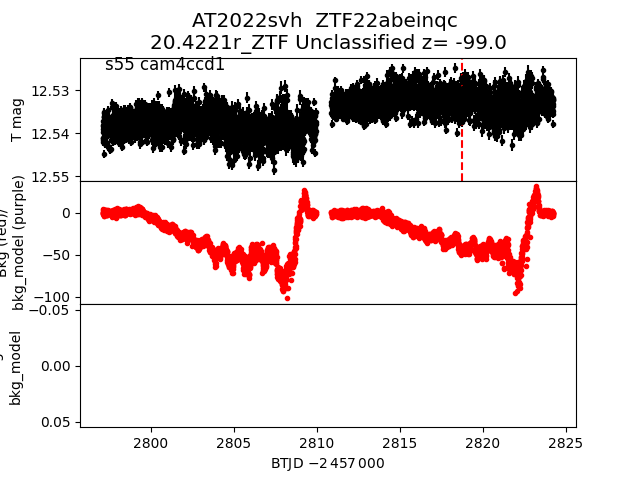 AT2022svh  ZTF22abeinqc
20.4221r_ZTF Unclassified z= -99.0
s55 cam4ccd1
12.53
12.54
12.55
T mag
0
−50
−100
Bkg (red)/
bkg_model (purple)
−0.05
0.00
0.05
bkg_model
2800
2805
2810
2815
2820
2825
BTJD −2 457 000